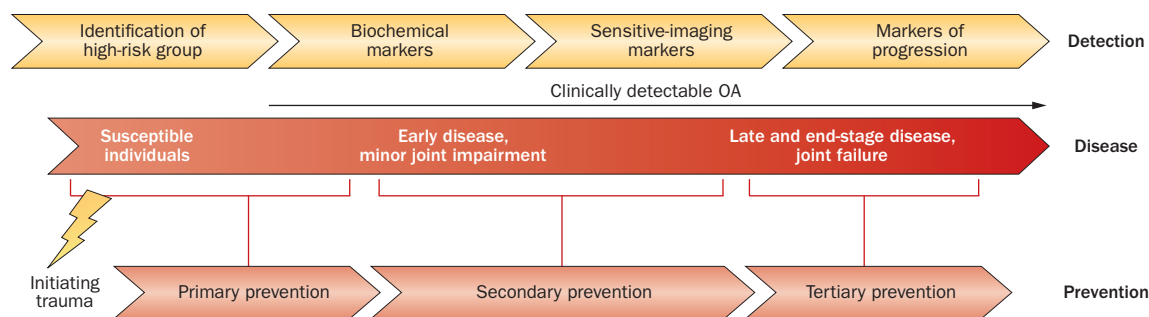 Identification of
high-risk group
Biochemical
markers
Sensitive-imaging
markers
Markers of
progression
Detection
Clinically detectable OA
Susceptible
individuals
Early disease,
minor joint impairment
Late and end-stage disease,
joint failure
Disease
Initiating
trauma
Primary prevention
Secondary prevention
Tertiary prevention
Prevention